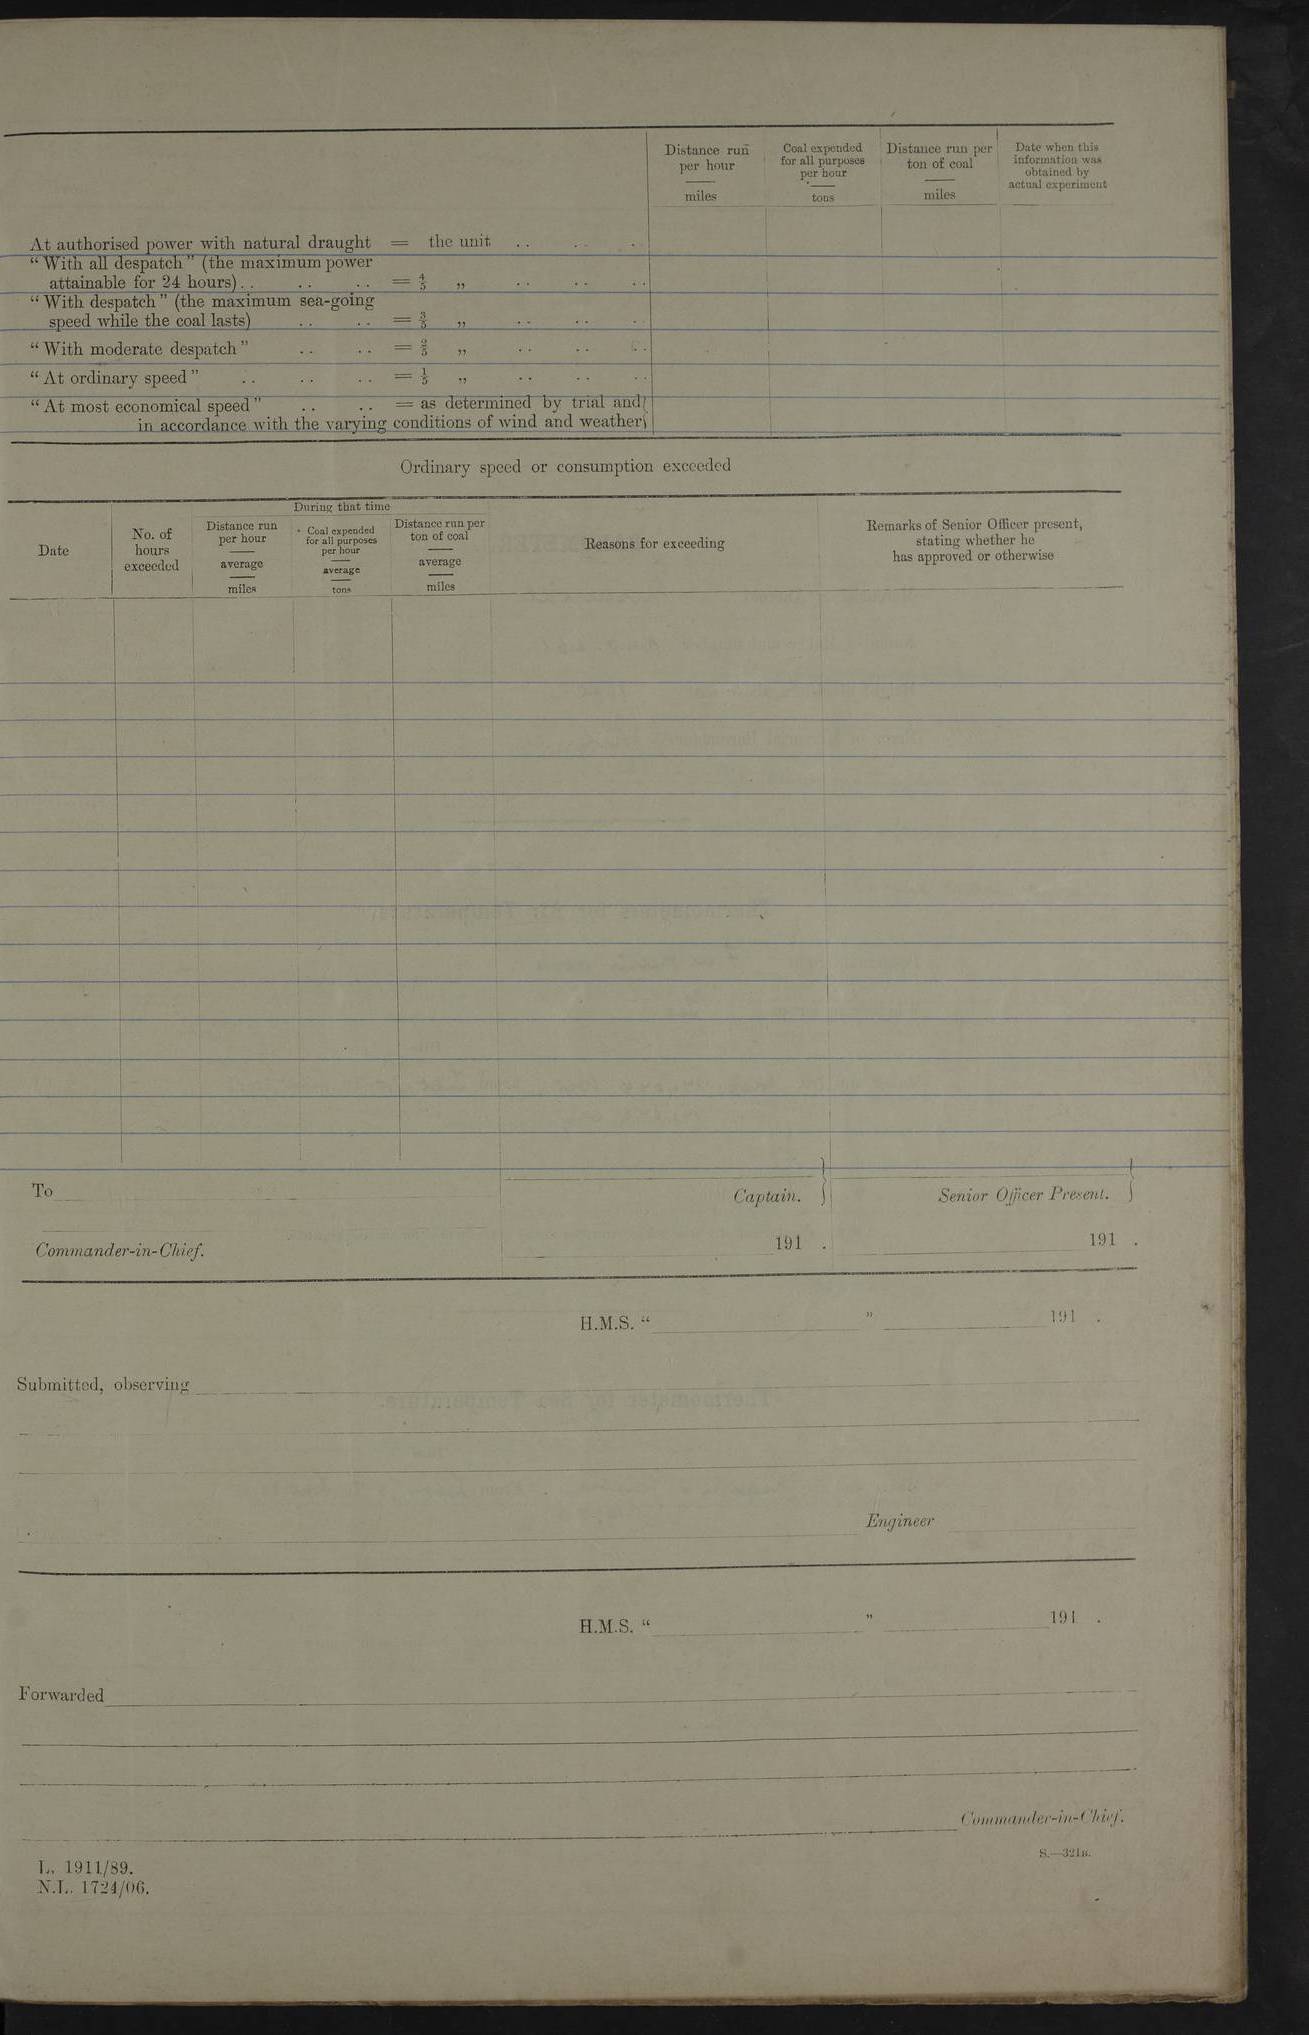 Distance run per hour miles
Coal expended for all purposes per hour tons
Distance run per ton of coal miles
Date when this information was obtained by actual experiment
At authorised power with natural draught = the unit .. .. .
"With all despatch" (the maximum power
attainable for 24 hours) . . .. .. = 4/5 „ .. .. ..
"With despatch" (the maximum sea-going
speed while the coal lasts) .. .. = 3/5 „ .. .. ..
"With moderate despatch" .. .. = 2/5 „ .. .. ..
"At ordinary speed" .. .. .. = 1/5 „ .. .. ..
"At most economical speed" .. .. = as determined by trial and
in accordance with the varying conditions of wind and weather
Ordinary speed or consumption exceeded
During that time
Date
No. of hours exceeded
Distance run per hour average miles
Coal expended for all purposes per hour average tons
Distance run per ton of coal average miles
Reasons for exceeding
Remarks of Senior Officer present, stating whether he has approved or otherwise
To
Captain.
Senior Officer Present.
Commander-in-Chief.
191 .
191 .
H.M.S. " " 191 .
Submitted, observing
Engineer
H.M.S. " " 191 .
Forwarded
Commander-in-Chief.
S.—321B.
L. 1911/89.
N.L. 1724/06.